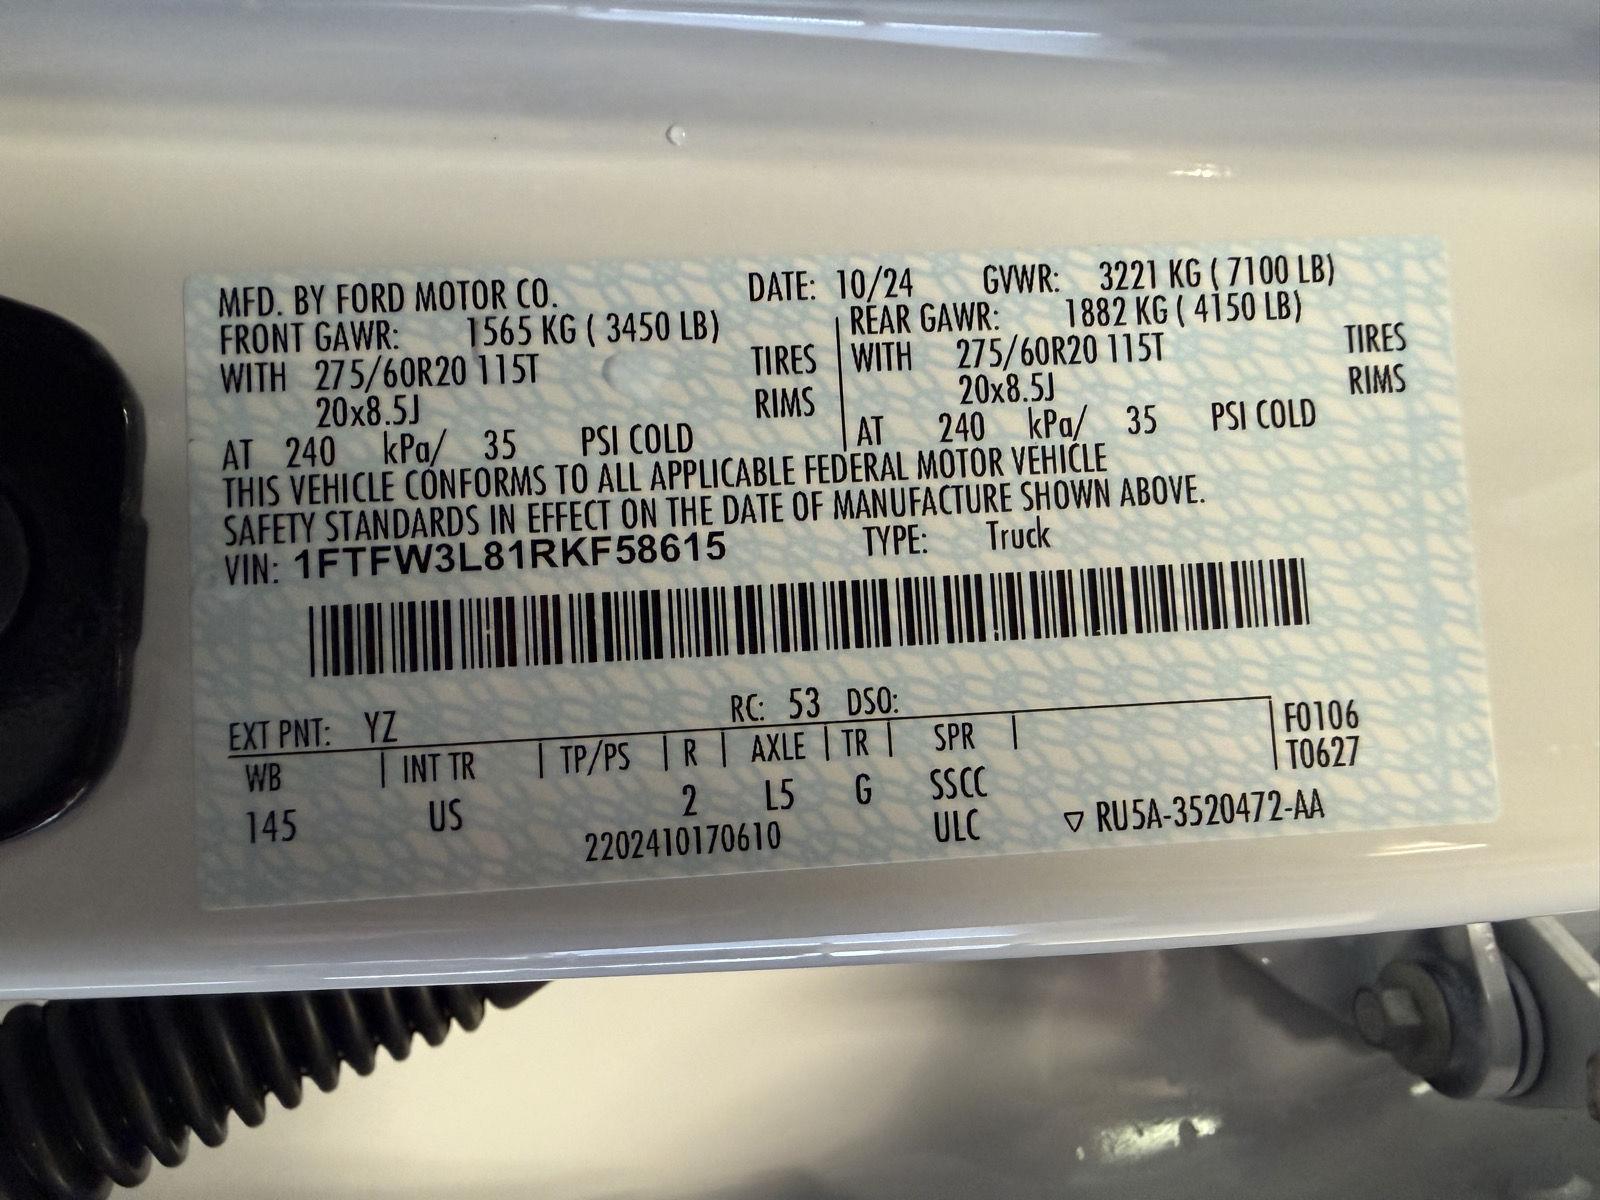 MFD. BY FORD MOTOR CO. DATE: 10/24 GVWR: 3221 KG ( 7100 LB)
FRONT GAWR: 1565 KG ( 3450 LB) REAR GAWR: 1882 KG ( 4150 LB)
WITH 275/60R20 115T TIRES WITH 275/60R20 115T TIRES
20x8.5J RIMS 20x8.5J RIMS
AT 240 kPa/ 35 PSI COLD AT 240 kPa/ 35 PSI COLD
THIS VEHICLE CONFORMS TO ALL APPLICABLE FEDERAL MOTOR VEHICLE
SAFETY STANDARDS IN EFFECT ON THE DATE OF MANUFACTURE SHOWN ABOVE.
VIN: 1FTFW3L81RKF58615 TYPE: Truck
EXT PNT: YZ RC: 53 DSO:
WB INT TR TP/PS R AXLE TR SPR F0106
T0627
145 US 2 L5 G SSCC
2202410170610 ULC ▽ RU5A-3520472-AA